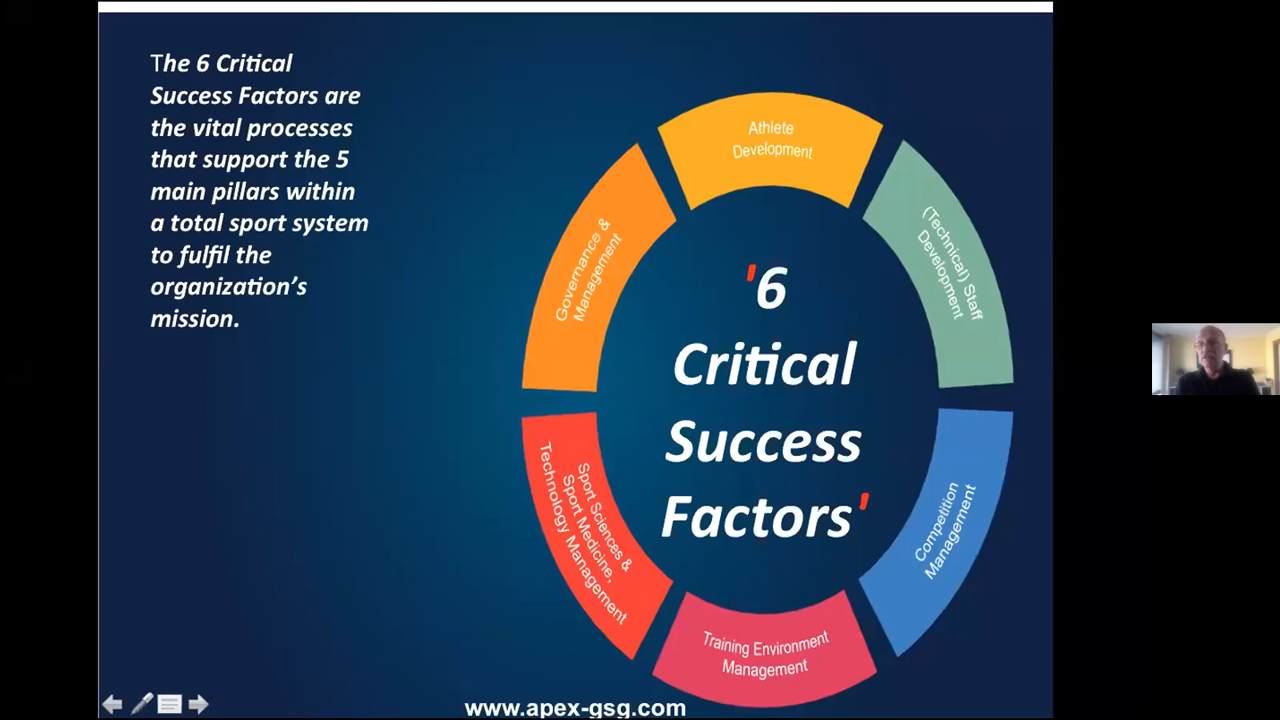 The 6 Critical
Success Factors are
the vital processes
that support the 5
main pillars within
a total sport system
to fulfil the
organization’s
mission.
Athlete
Development
(Technical) Staff
Development
Competition
Management
Training Environment
Management
Sport Sciences &
Sport Medicine,
Technology Management
Governance &
Management
'6
Critical
Success
Factors'
www.apex-gsg.com